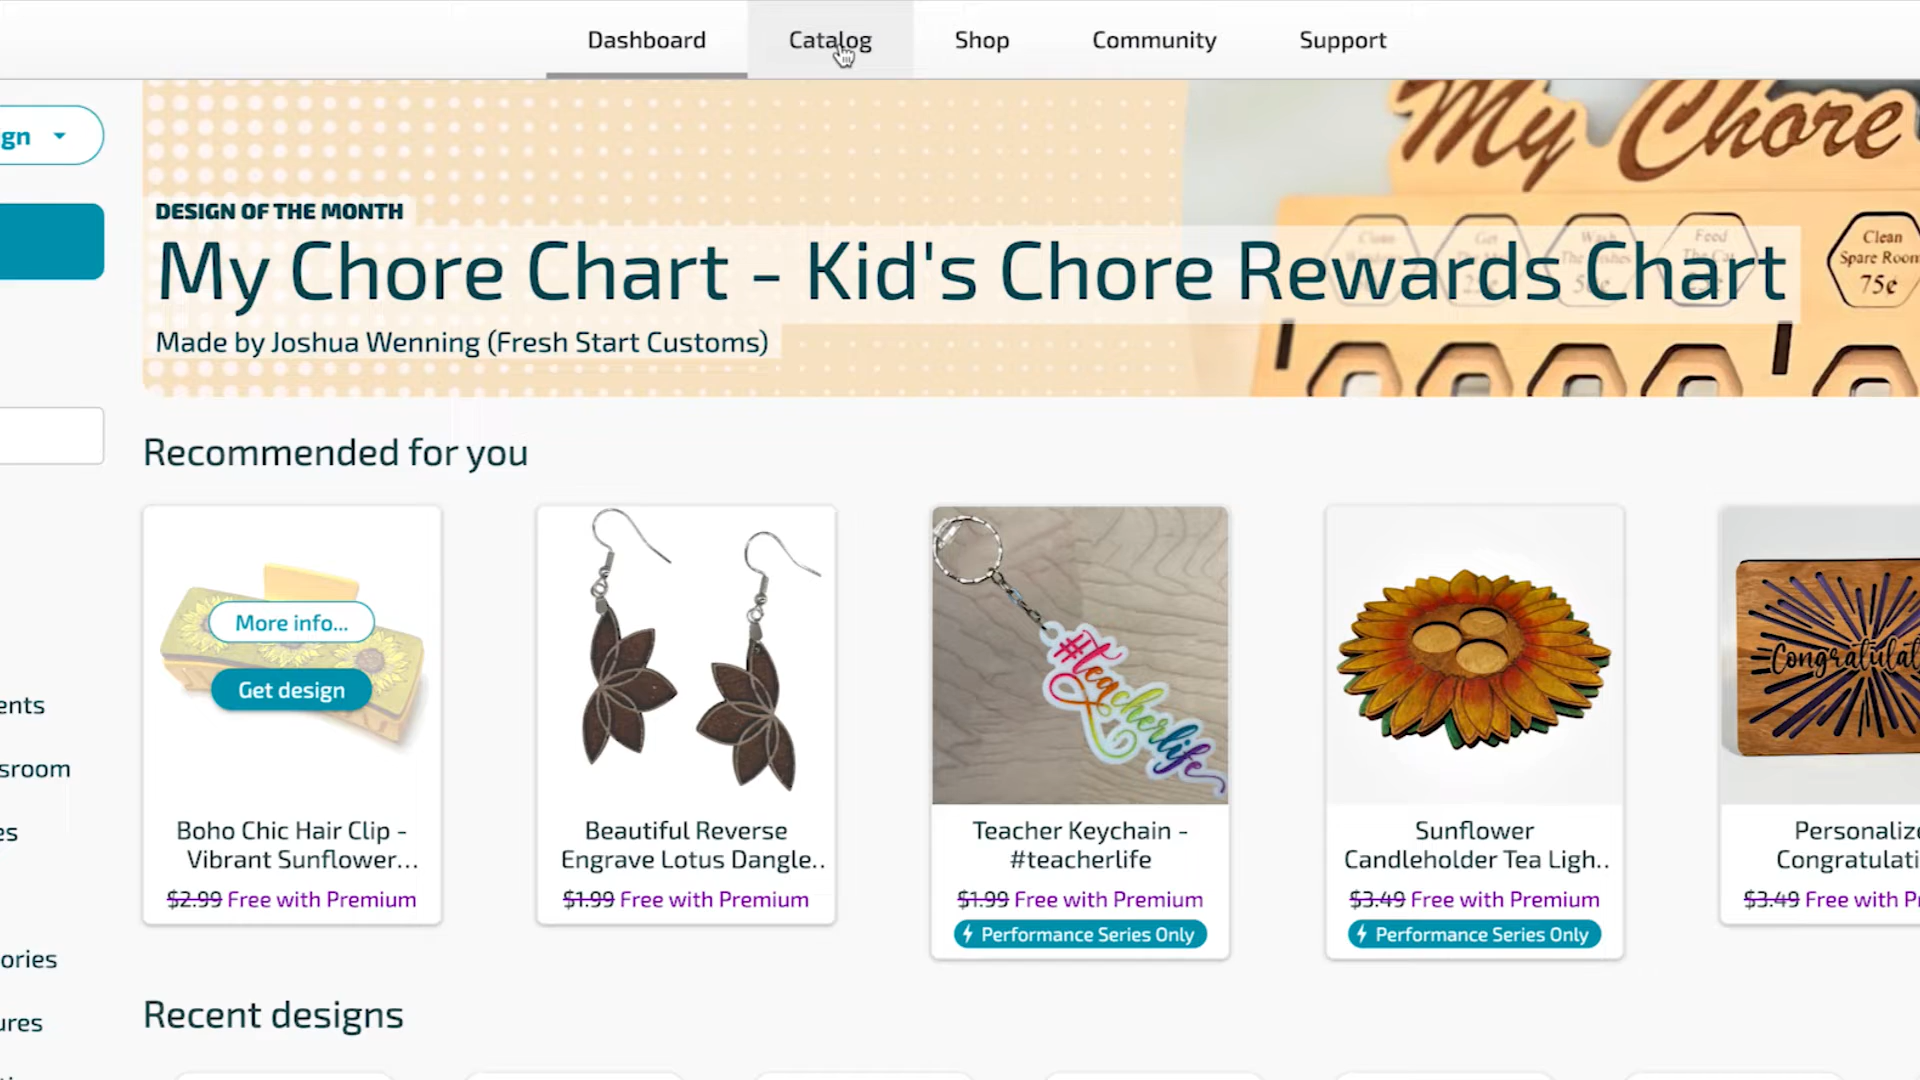 Dashboard
Catalog
Shop
Community
Support
gn
DESIGN OF THE MONTH
My Chore Chart - Kid's Chore Rewards Chart
Made by Joshua Wenning (Fresh Start Customs)
My Chore
Feed
Clean
Spare Room
75¢
Recommended for you
More info...
Get design
#teacherlife
Congratulat
Boho Chic Hair Clip -
Vibrant Sunflower...
$2.99 Free with Premium
Beautiful Reverse
Engrave Lotus Dangle..
$1.99 Free with Premium
Teacher Keychain -
#teacherlife
$1.99 Free with Premium
Performance Series Only
Sunflower
Candleholder Tea Ligh..
$3.49 Free with Premium
Performance Series Only
Personalize
Congratulati
$3.49 Free with P
ents
sroom
es
ories
ures
Recent designs